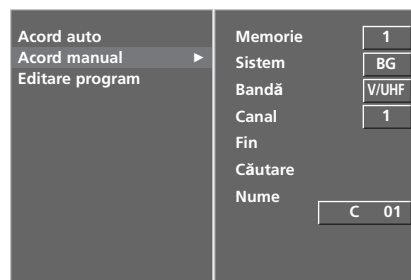 Acord auto
Acord manual ►
Editare program
Memorie 1
Sistem BG
Bandă V/UHF
Canal 1
Fin
Căutare
Nume
C 01